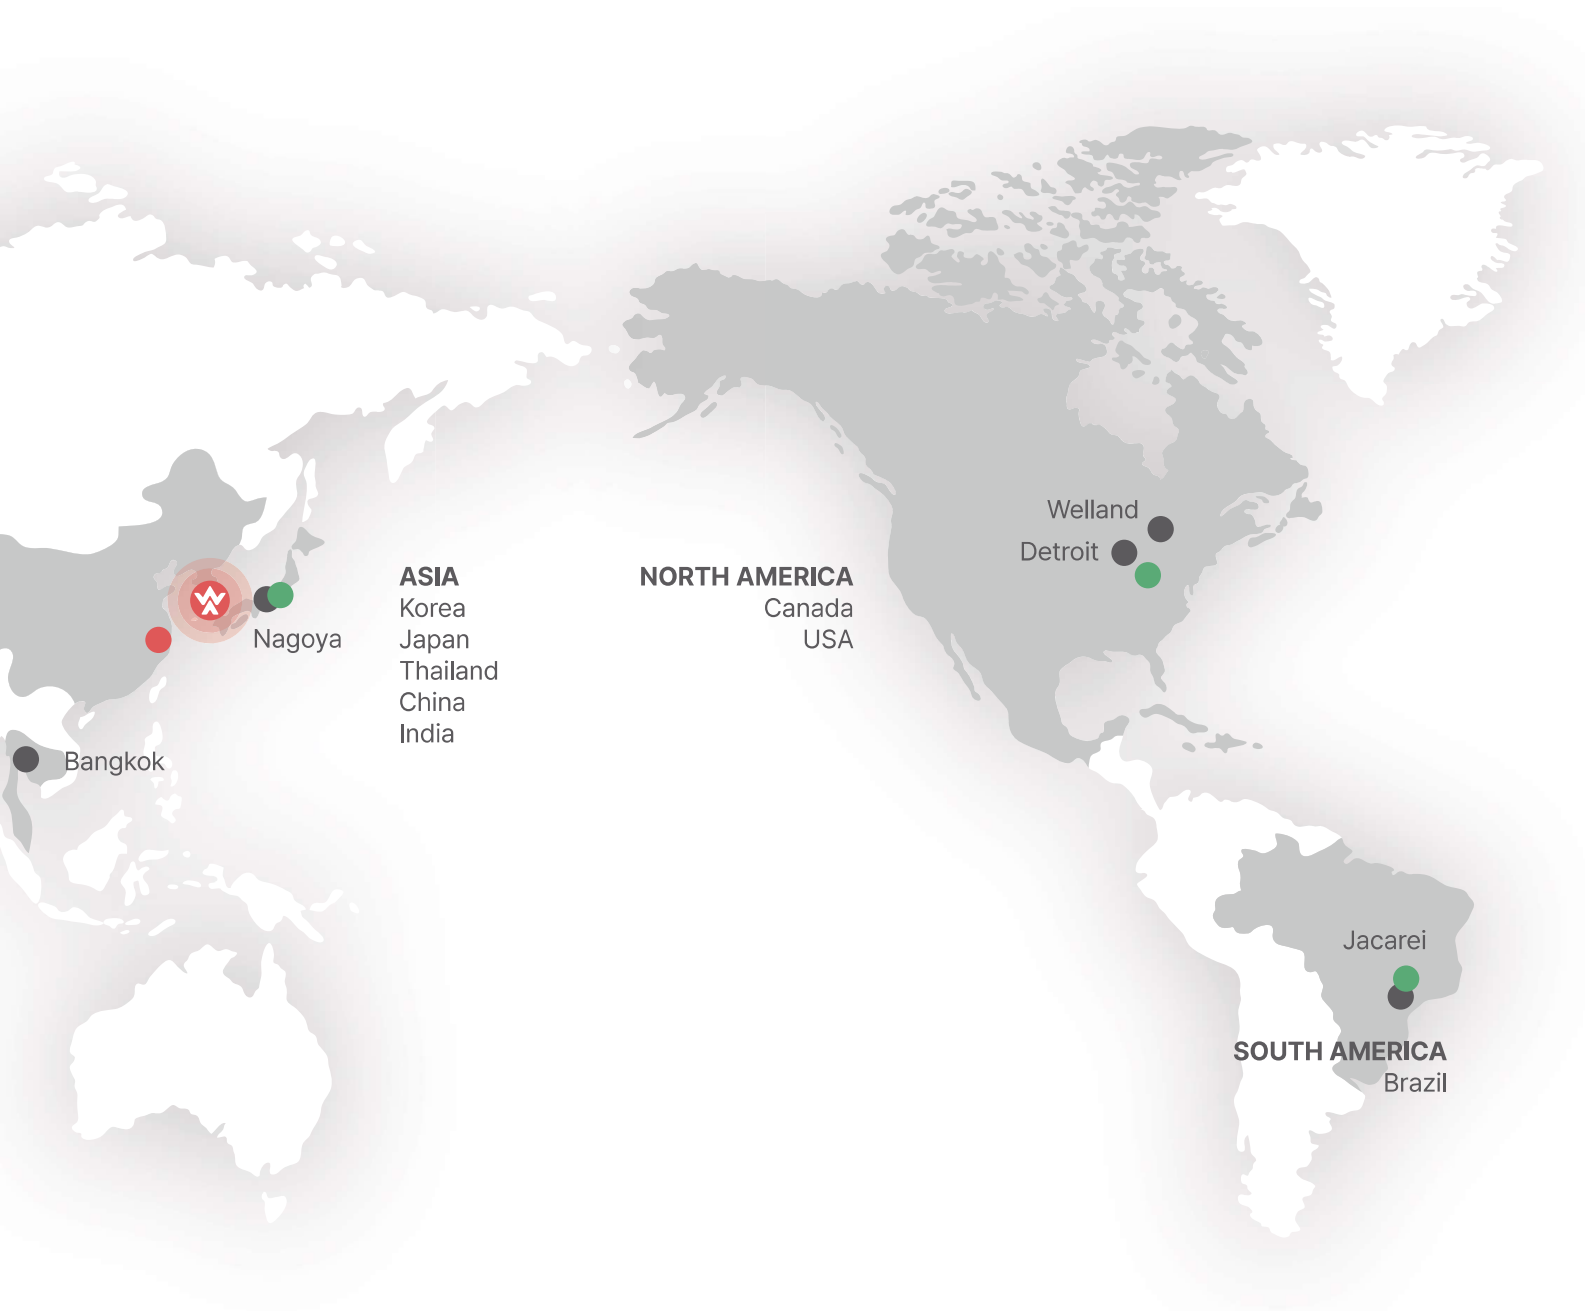 Welland
Detroit
ASIA
Korea
Japan
Thailand
China
India
NORTH AMERICA
Canada
USA
Nagoya
Bangkok
Jacarei
SOUTH AMERICA
Brazil